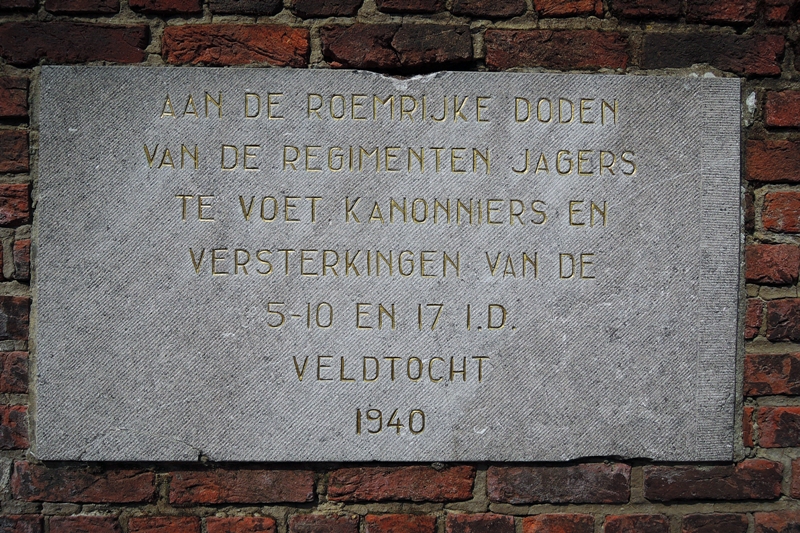 AAN DE ROEMRIJKE DODEN
VAN DE REGIMENTEN JAGERS
TE VOET, KANONNIERS EN
VERSTERKINGEN VAN DE
5-10 EN 17 I.D.
VELDTOCHT
1940